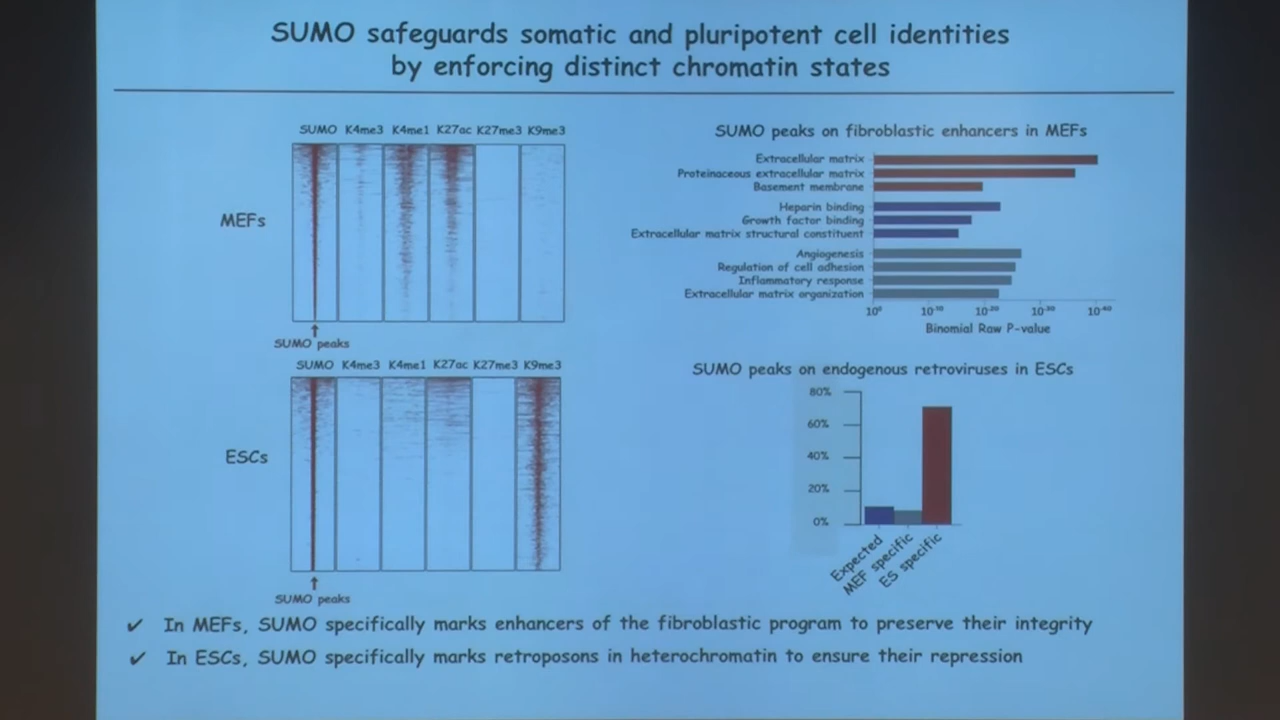 SUMO safeguards somatic and pluripotent cell identities
by enforcing distinct chromatin states
SUMO K4me3 K4me1 K27ac K27me3 K9me3
MEFs
SUMO peaks
SUMO K4me3 K4me1 K27ac K27me3 K9me3
ESCs
SUMO peaks
SUMO peaks on fibroblastic enhancers in MEFs
Extracellular matrix
Proteinaceous extracellular matrix
Basement membrane
Heparin binding
Growth factor binding
Extracellular matrix structural constituent
Angiogenesis
Regulation of cell adhesion
Inflammatory response
Extracellular matrix organization
10⁰ 10⁻¹⁰ 10⁻²⁰ 10⁻³⁰ 10⁻⁴⁰
Binomial Raw P-value
SUMO peaks on endogenous retroviruses in ESCs
80%
60%
40%
20%
0%
Expected
MEF specific
ES specific
✓ In MEFs, SUMO specifically marks enhancers of the fibroblastic program to preserve their integrity
✓ In ESCs, SUMO specifically marks retroposons in heterochromatin to ensure their repression